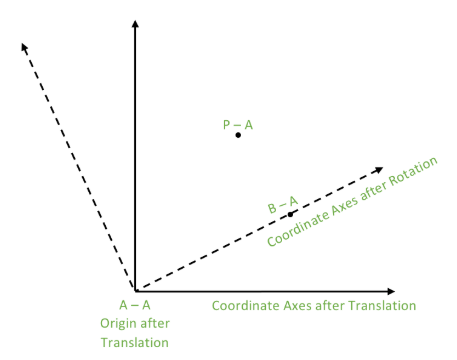 P – A
B – A
Coordinate Axes after Rotation
A – A
Origin after
Translation
Coordinate Axes after Translation